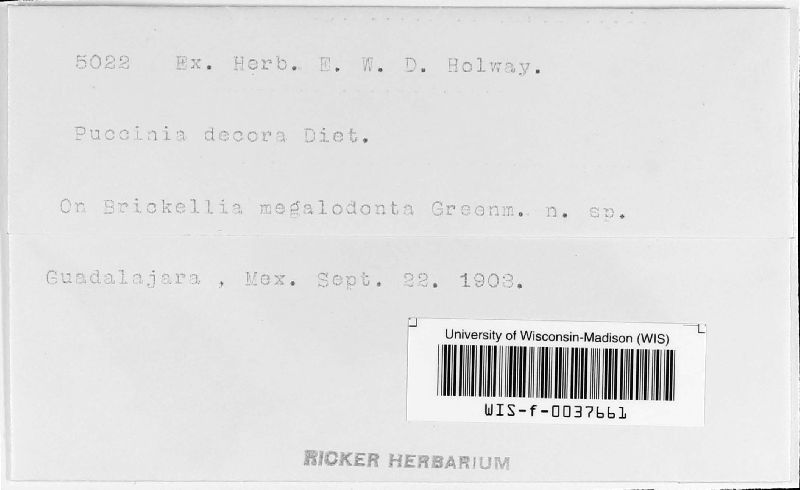 5022 Ex. Herb. E. W. D. Holway.
Puccinia decora Diet.
On Brickellia megalodonta Greenm. n. sp.
Guadalajara , Mex. Sept. 22. 1903.
University of Wisconsin-Madison (WIS)
WIS-f-0037661
RICKER HERBARIUM